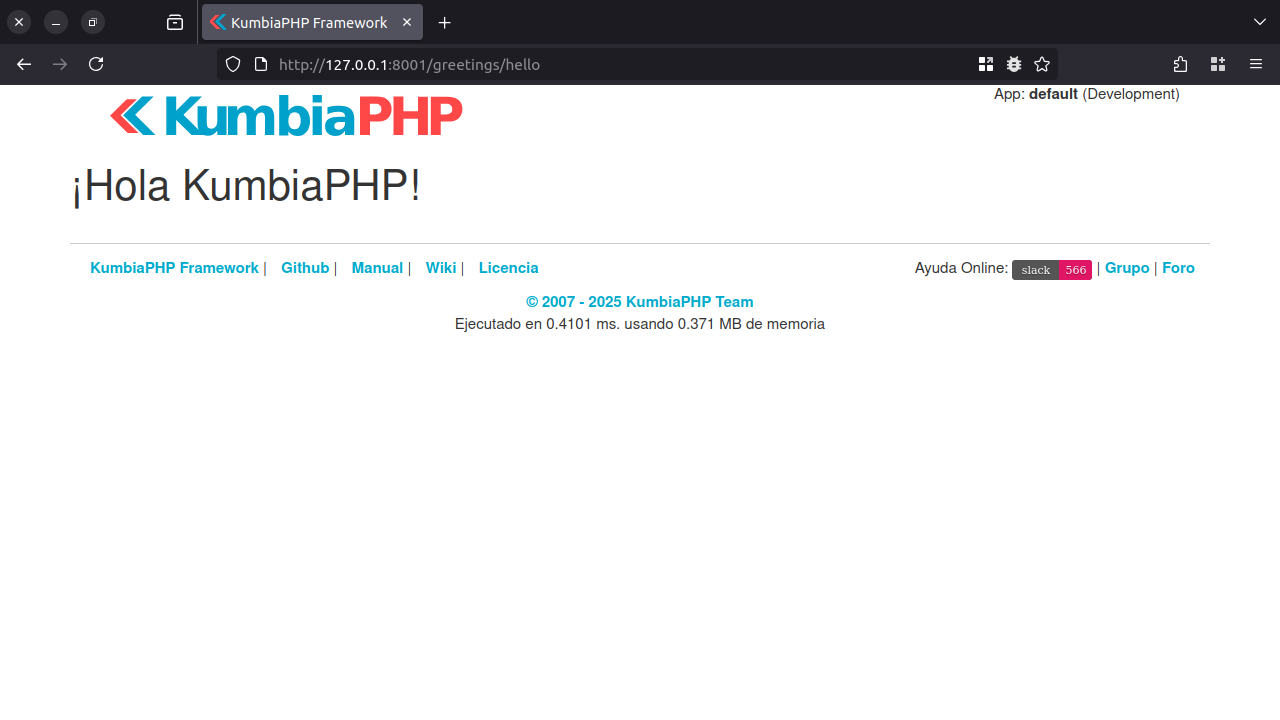 KumbiaPHP Framework
http://127.0.0.1:8001/greetings/hello
KumbiaPHP
App: default (Development)
¡Hola KumbiaPHP!
KumbiaPHP Framework | Github | Manual | Wiki | Licencia
Ayuda Online: slack 566 | Grupo | Foro
© 2007 - 2025 KumbiaPHP Team
Ejecutado en 0.4101 ms. usando 0.371 MB de memoria